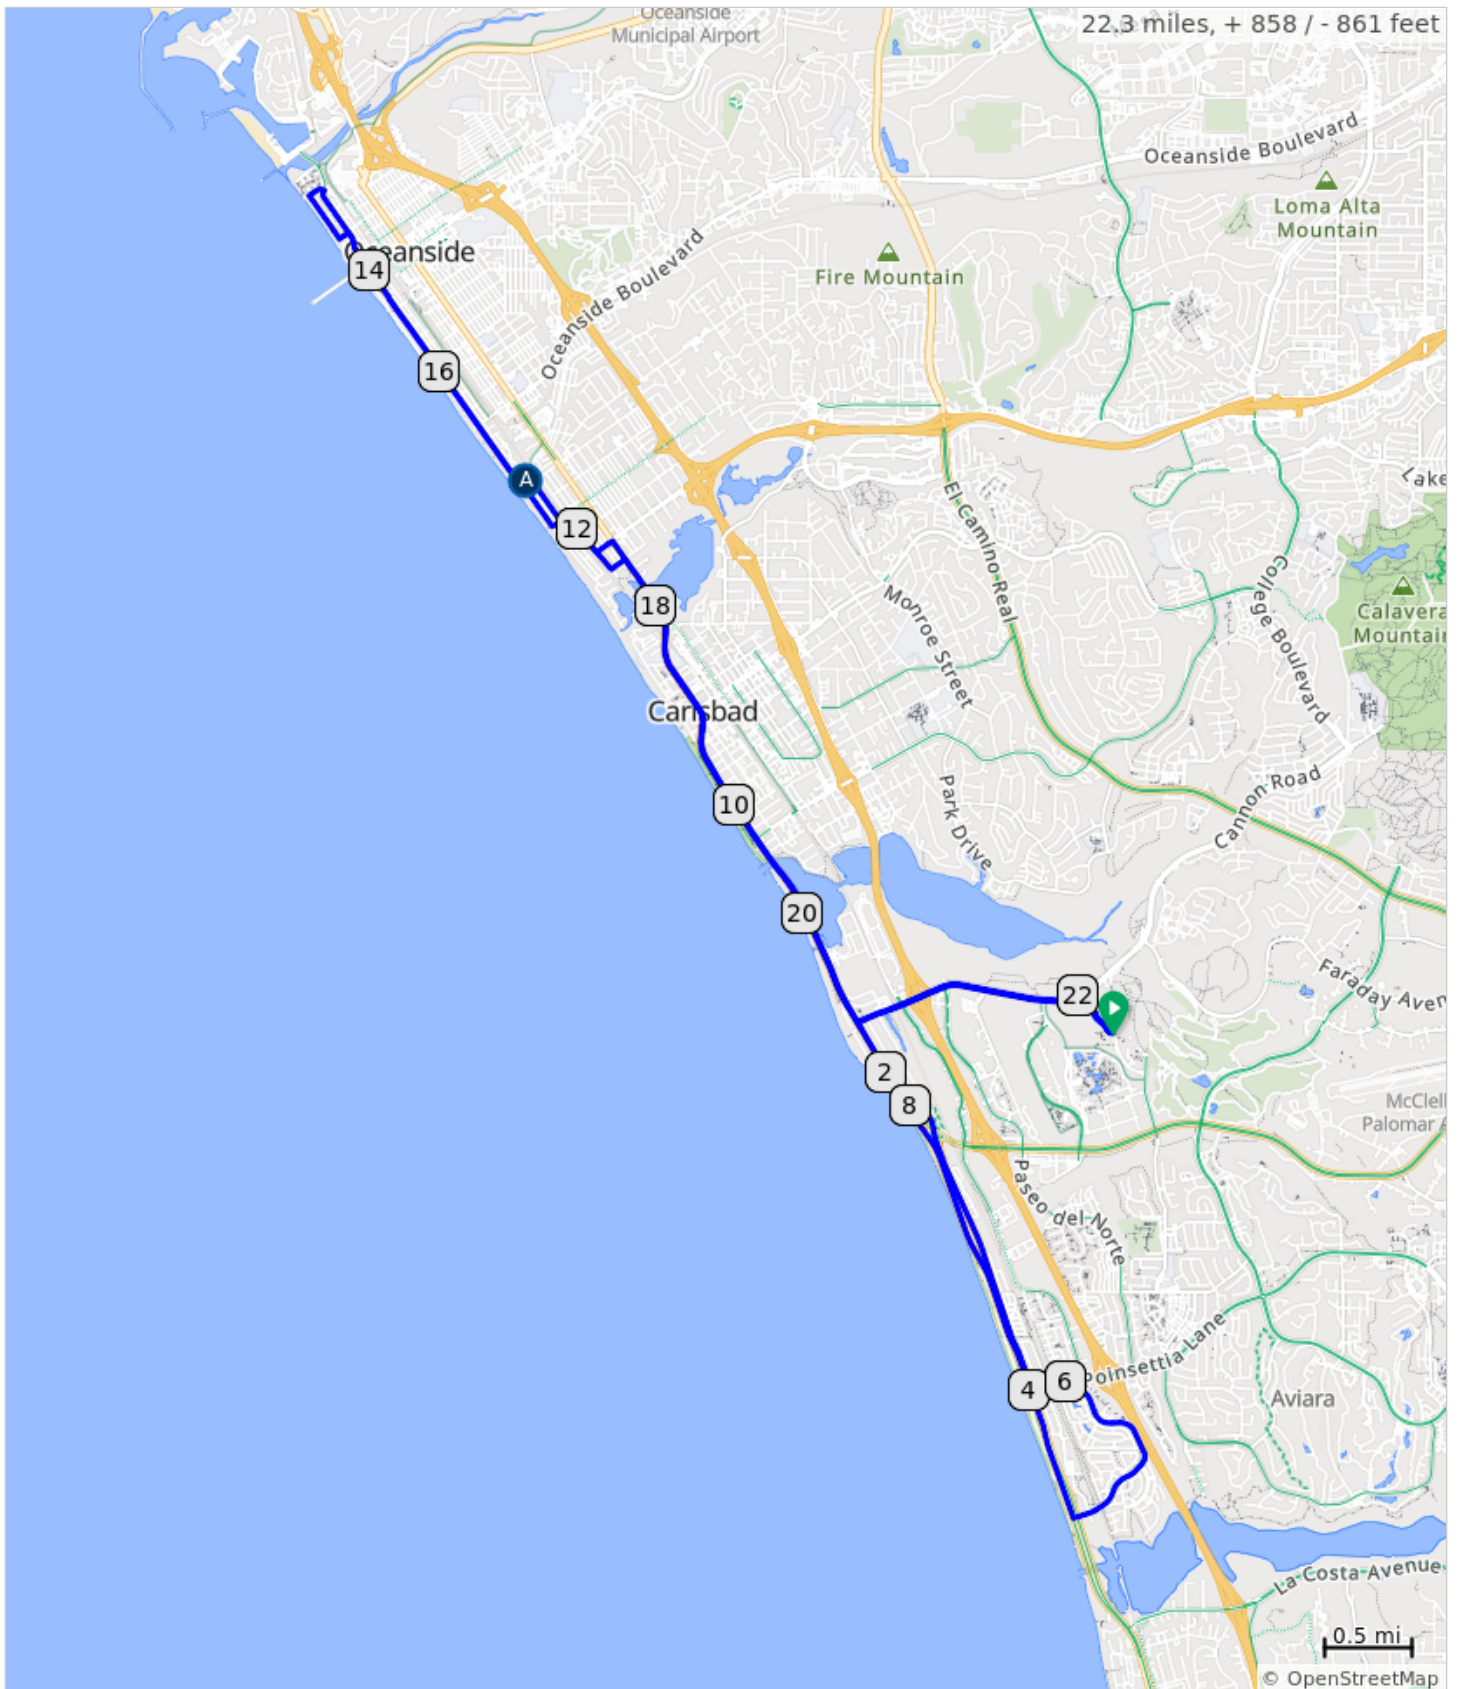 Oceanside
Municipal Airport
22.3 miles, + 858 / - 861 feet
Oceanside Boulevard
Loma Alta
Mountain
Oceanside
14
Fire Mountain
Oceanside Boulevard
16
A
12
El Camino Real
Lake
18
Monroe Street
College Boulevard
Calavera
Mountain
Carlsbad
10
Park Drive
Cannon Road
20
22
Faraday Aven
2
8
McClell
Palomar A
Paseo del Norte
4
6
Poinsettia Lane
Aviara
La Costa Avenue
0.5 mi
© OpenStreetMap